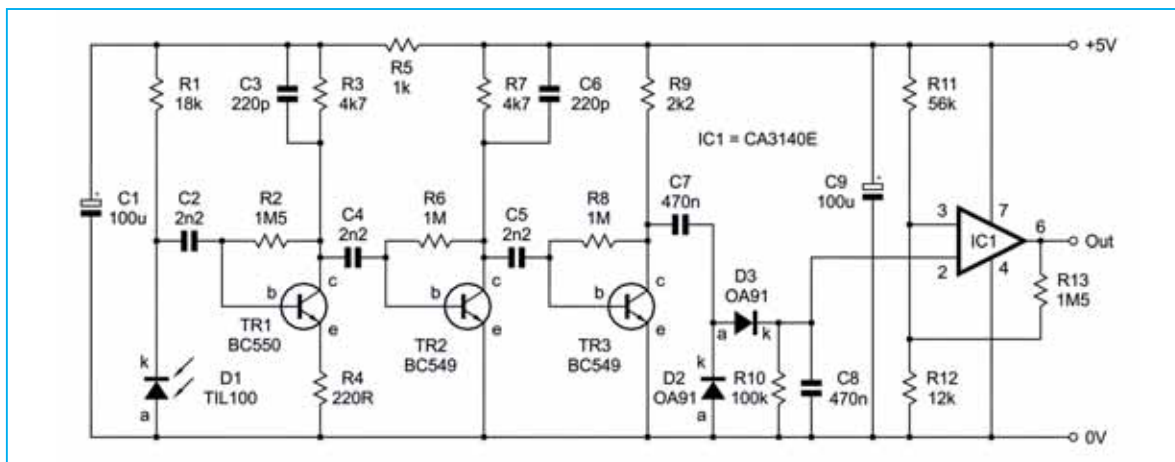 +5V
R1
18k
C3
220p
R3
4k7
R5
1k
R7
4k7
C6
220p
R9
2k2
R11
56k
IC1 = CA3140E
C1
100u
+
C2
2n2
R2
1M5
C4
2n2
R6
1M
C5
2n2
R8
1M
C7
470n
C9
100u
+
3
7
6
IC1
2
4
Out
R13
1M5
b
c
e
TR1
BC550
b
c
e
TR2
BC549
b
c
e
TR3
BC549
D3
OA91
a
k
k
D1
TIL100
a
R4
220R
k
D2
OA91
a
R10
100k
C8
470n
R12
12k
0V